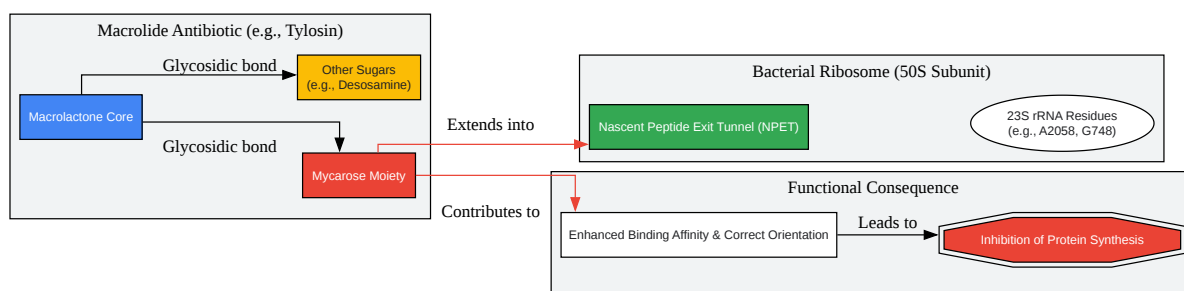 Macrolide Antibiotic (e.g., Tylosin)
Glycosidic bond
Other Sugars
(e.g., Desosamine)
Macrolactone Core
Glycosidic bond
Mycarose Moiety
Extends into
Contributes to
Bacterial Ribosome (50S Subunit)
Nascent Peptide Exit Tunnel (NPET)
23S rRNA Residues
(e.g., A2058, G748)
Functional Consequence
Enhanced Binding Affinity & Correct Orientation
Leads to
Inhibition of Protein Synthesis